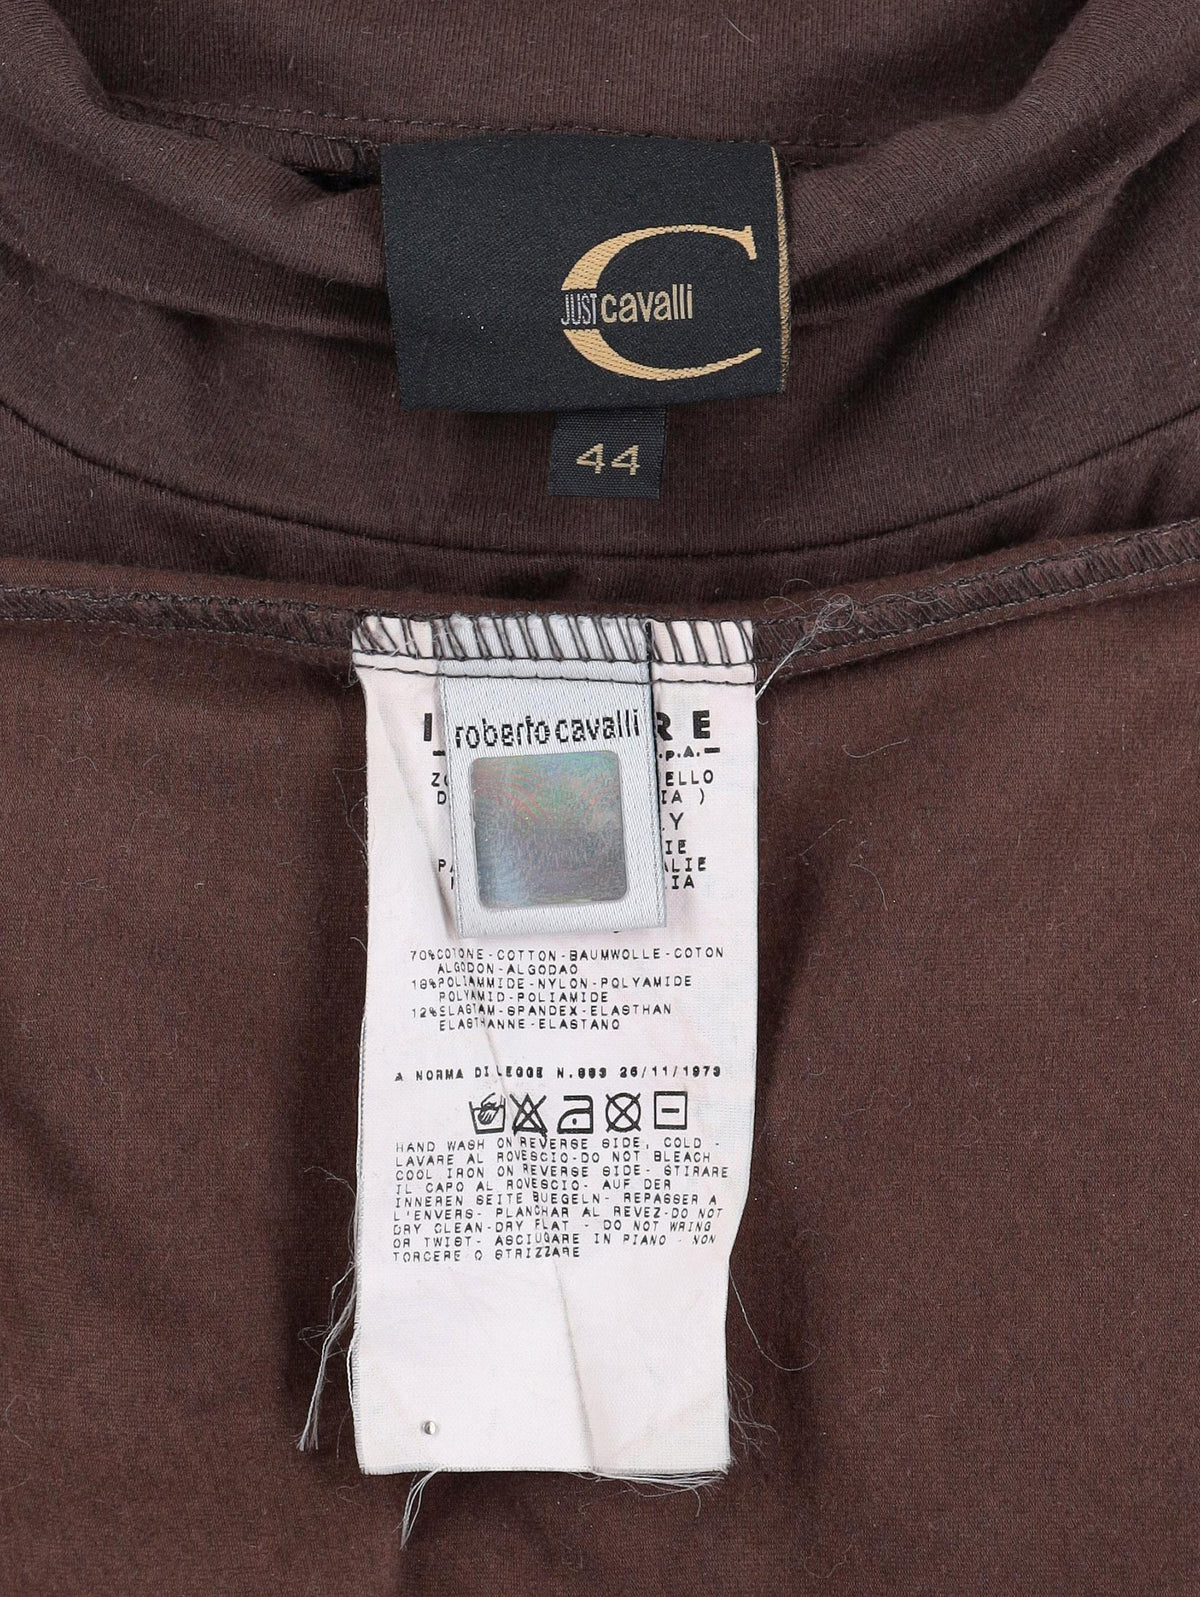 JUST cavalli
44
roberto cavalli
RE
.p.A.
ELLO
IA )
70%COTONE-COTTON-BAUMWOLLE-COTON
ALGODON-ALGODAO
18%POLIAMMIDE-NYLON-POLYAMIDE
POLYAMID-POLIAMIDE
12%ELASTAM-SPANDEX-ELASTHAN
ELASTHANNE-ELASTANO
A NORMA DI LEGGE N.883 26/11/1973
HAND WASH ON REVERSE SIDE, COLD -
LAVARE AL ROVESCIO-DO NOT BLEACH
COOL IRON ON REVERSE SIDE- STIRARE
IL CAPO AL ROVESCIO- AUF DER
INNEREN SEITE BUEGELN- REPASSER A
L'ENVERS- PLANCHAR AL REVEZ-DO NOT
DRY CLEAN-DRY FLAT - DO NOT WRING
OR TWIST- ASCIUGARE IN PIANO - NON
TORCERE O STRIZZARE